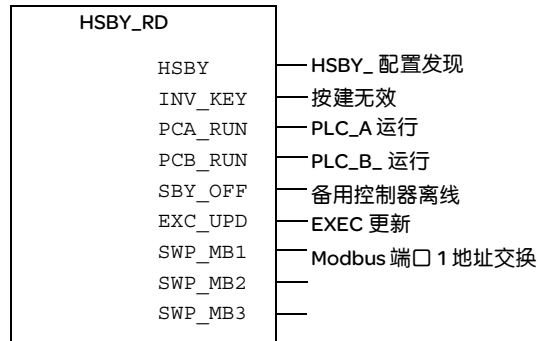 HSBY_RD
HSBY HSBY_ 配置发现
INV_KEY 按建无效
PCA_RUN PLC_A 运行
PCB_RUN PLC_B_ 运行
SBY_OFF 备用控制器离线
EXC_UPD EXEC 更新
SWP_MB1 Modbus 端口 1 地址交换
SWP_MB2
SWP_MB3